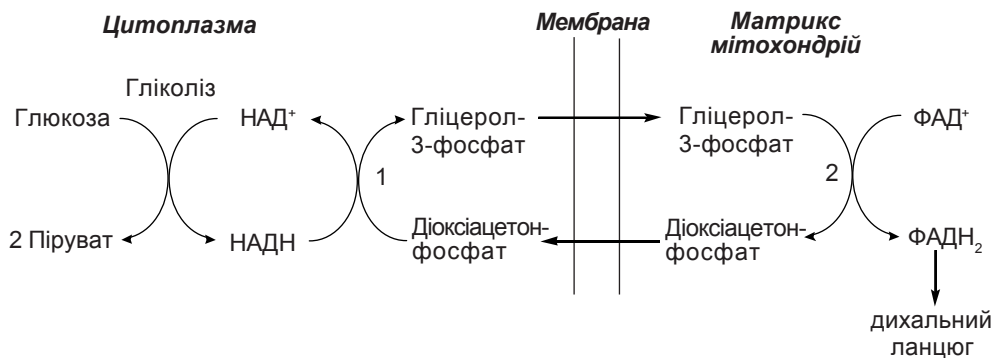 Цитоплазма
Мембрана
Матрикс
мітохондрій
Гліколіз
Глюкоза
НАД⁺
Гліцерол-
3-фосфат
Гліцерол-
3-фосфат
ФАД⁺
1
2
2 Піруват
НАДН
Діоксіацетон-
фосфат
Діоксіацетон-
фосфат
ФАДН₂
дихальний
ланцюг